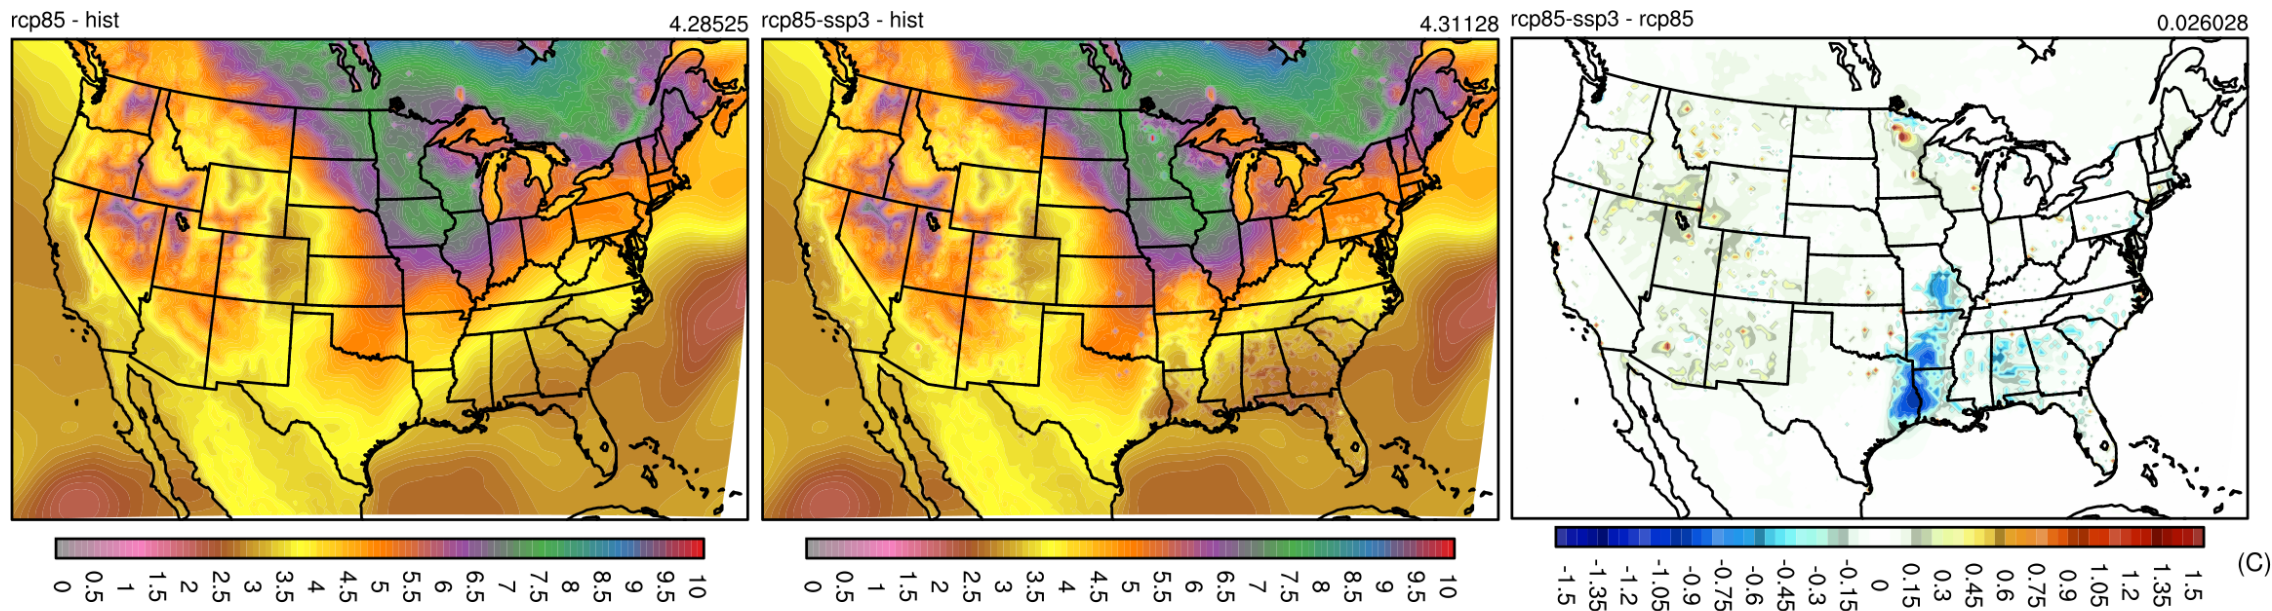 rcp85 - hist 4.28525
rcp85-ssp3 - hist 4.31128
rcp85-ssp3 - rcp85 0.026028
0 0.5 1 1.5 2 2.5 3 3.5 4 4.5 5 5.5 6 6.5 7 7.5 8 8.5 9 9.5 10
0 0.5 1 1.5 2 2.5 3 3.5 4 4.5 5 5.5 6 6.5 7 7.5 8 8.5 9 9.5 10
-1.5 -1.35 -1.2 -1.05 -0.9 -0.75 -0.6 -0.45 -0.3 -0.15 0 0.15 0.3 0.45 0.6 0.75 0.9 1.05 1.2 1.35 1.5
(C)